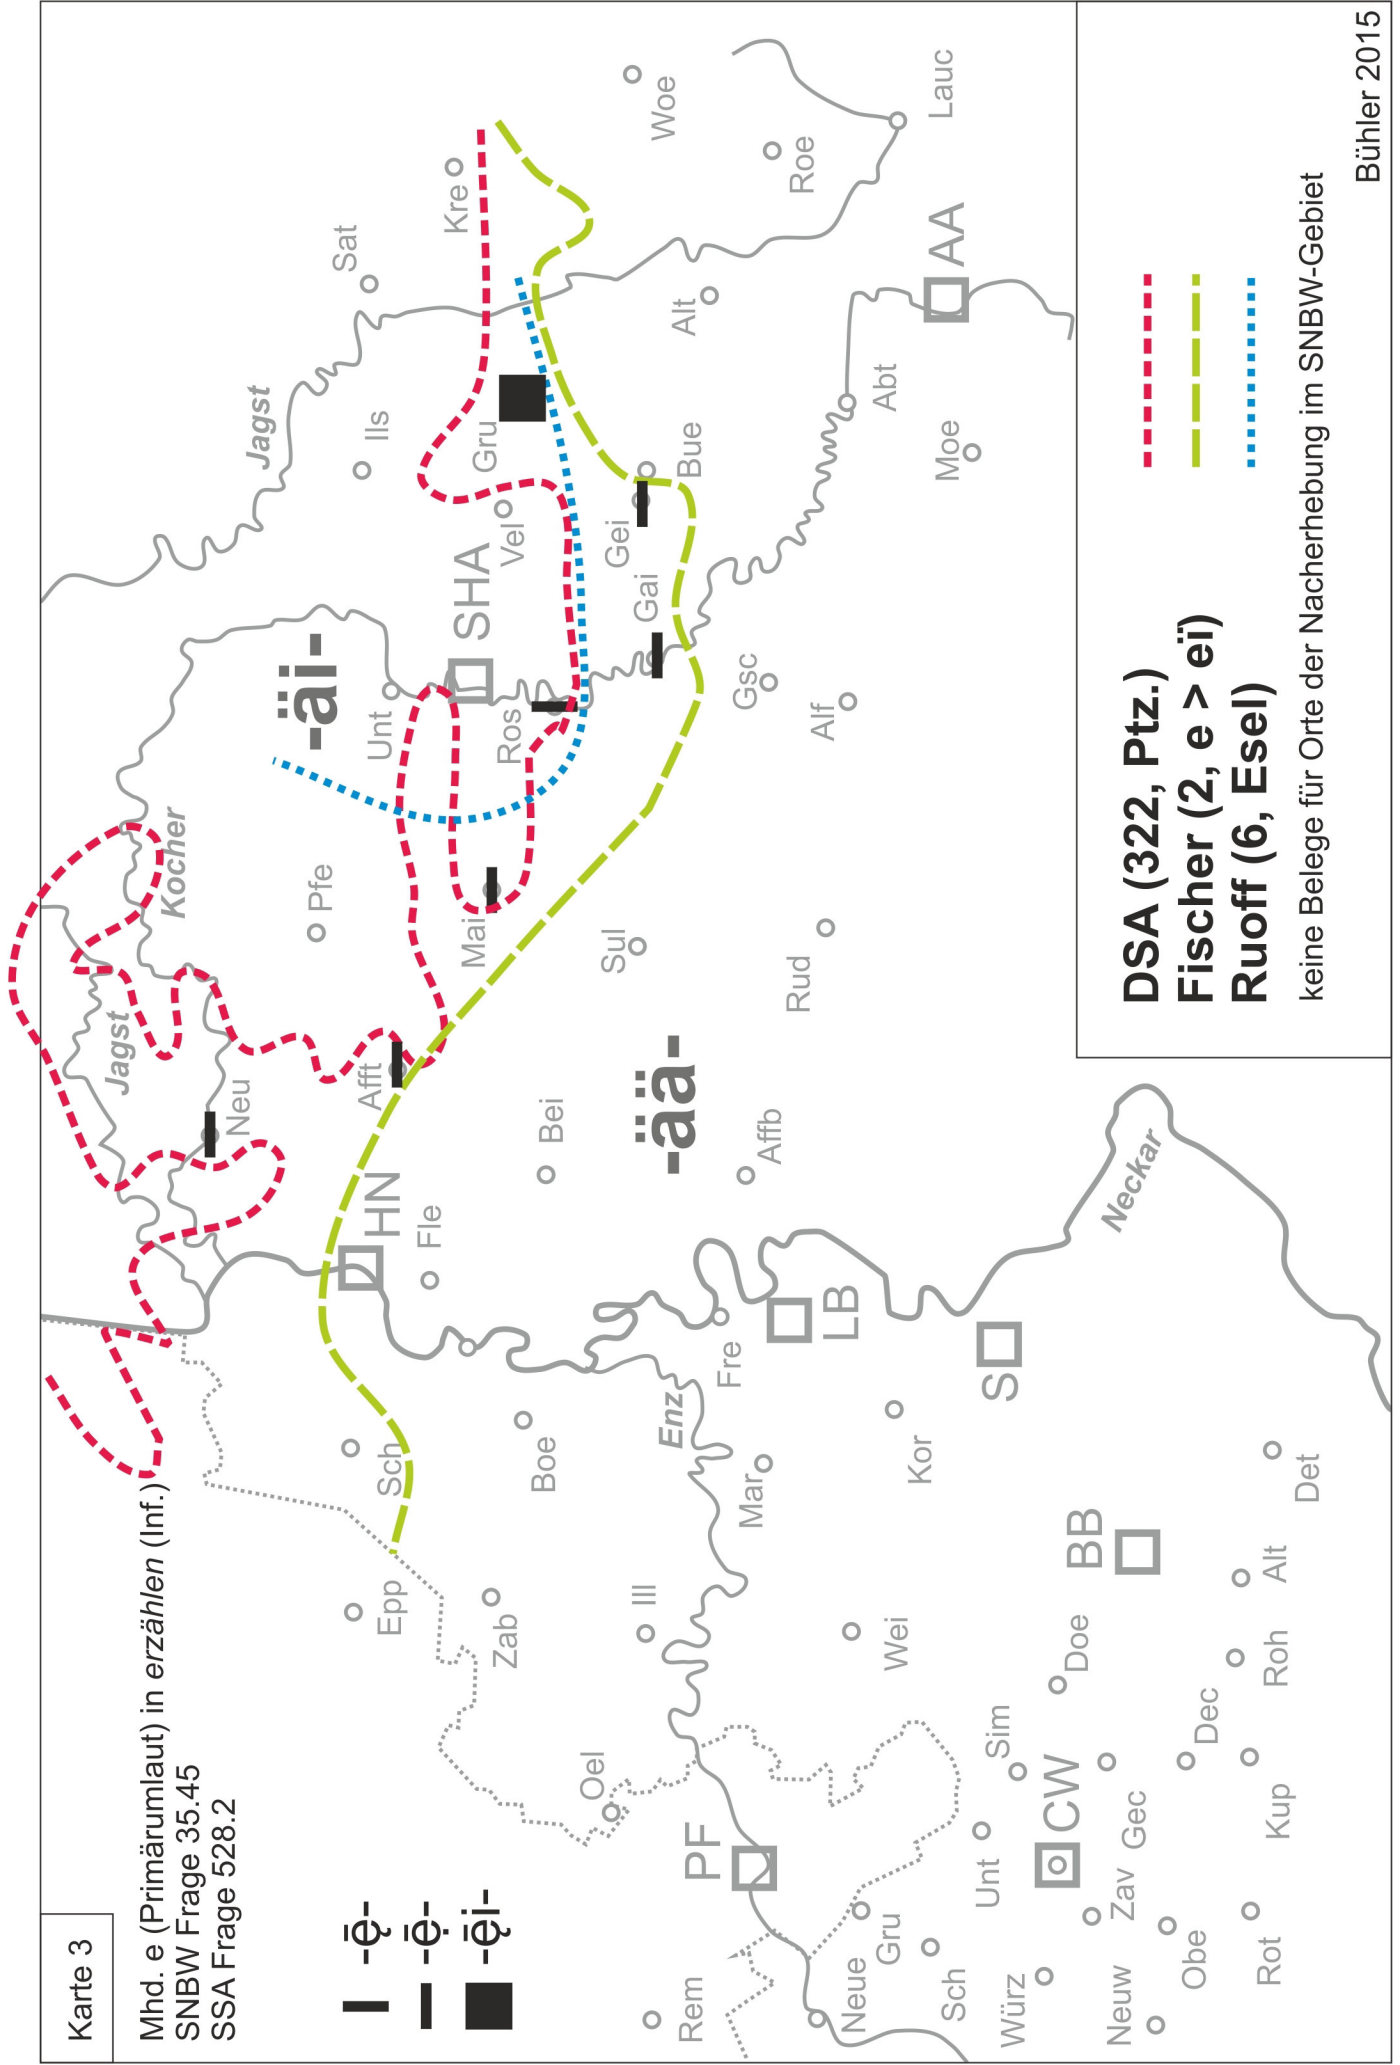 Karte 3
Mhd. e (Primärumlaut) in erzählen (Inf.)
SNBW Frage 35.45
SSA Frage 528.2
-ę̄-
-ẹ̄-
-ę̄i-
Jagst
Kocher
Neu
Jagst
-äi-
Pfe
Sat
Afft
Unt
Ils
HN
Epp
Sch
Fle
Kre
Mai
SHA
Gru
Zab
Ros
Vel
Boe
Bei
Oel
Sul
Gei
Ill
Gai
Woe
Enz
-ää-
Rem
Alt
Bue
PF
Fre
Mar
Gsc
Affb
Roe
Rud
Alf
LB
Neue
Gru
Wei
Abt
Kor
Lauc
AA
Moe
Sch
Unt
Sim
S
Würz
CW
Doe
BB
Neckar
Neuw
Zav
Gec
Obe
Dec
Rot
Kup
Roh
Alt
Det
DSA (322, Ptz.)
Fischer (2, e > eï)
Ruoff (6, Esel)
keine Belege für Orte der Nacherhebung im SNBW-Gebiet
Bühler 2015